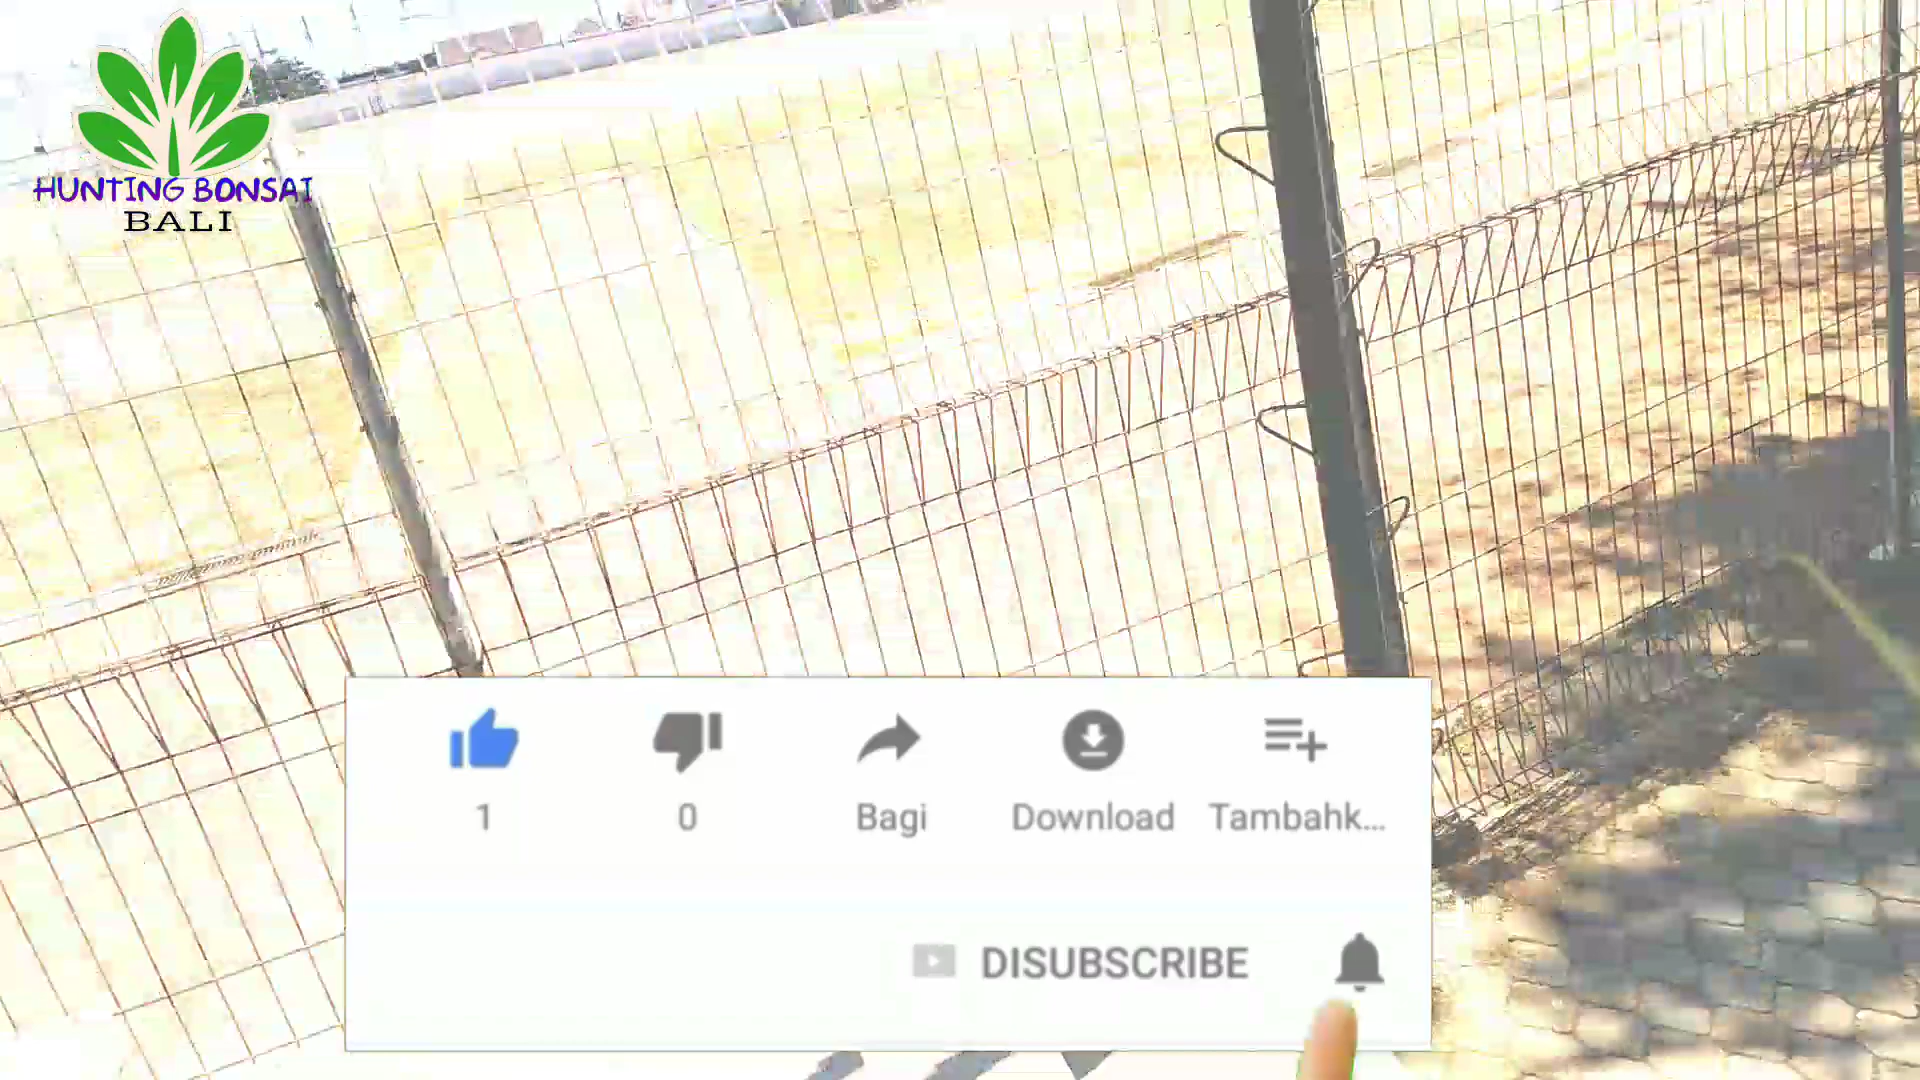 HUNTING BONSAI
BALI
1
0
Bagi
Download
Tambahk...
DISUBSCRIBE